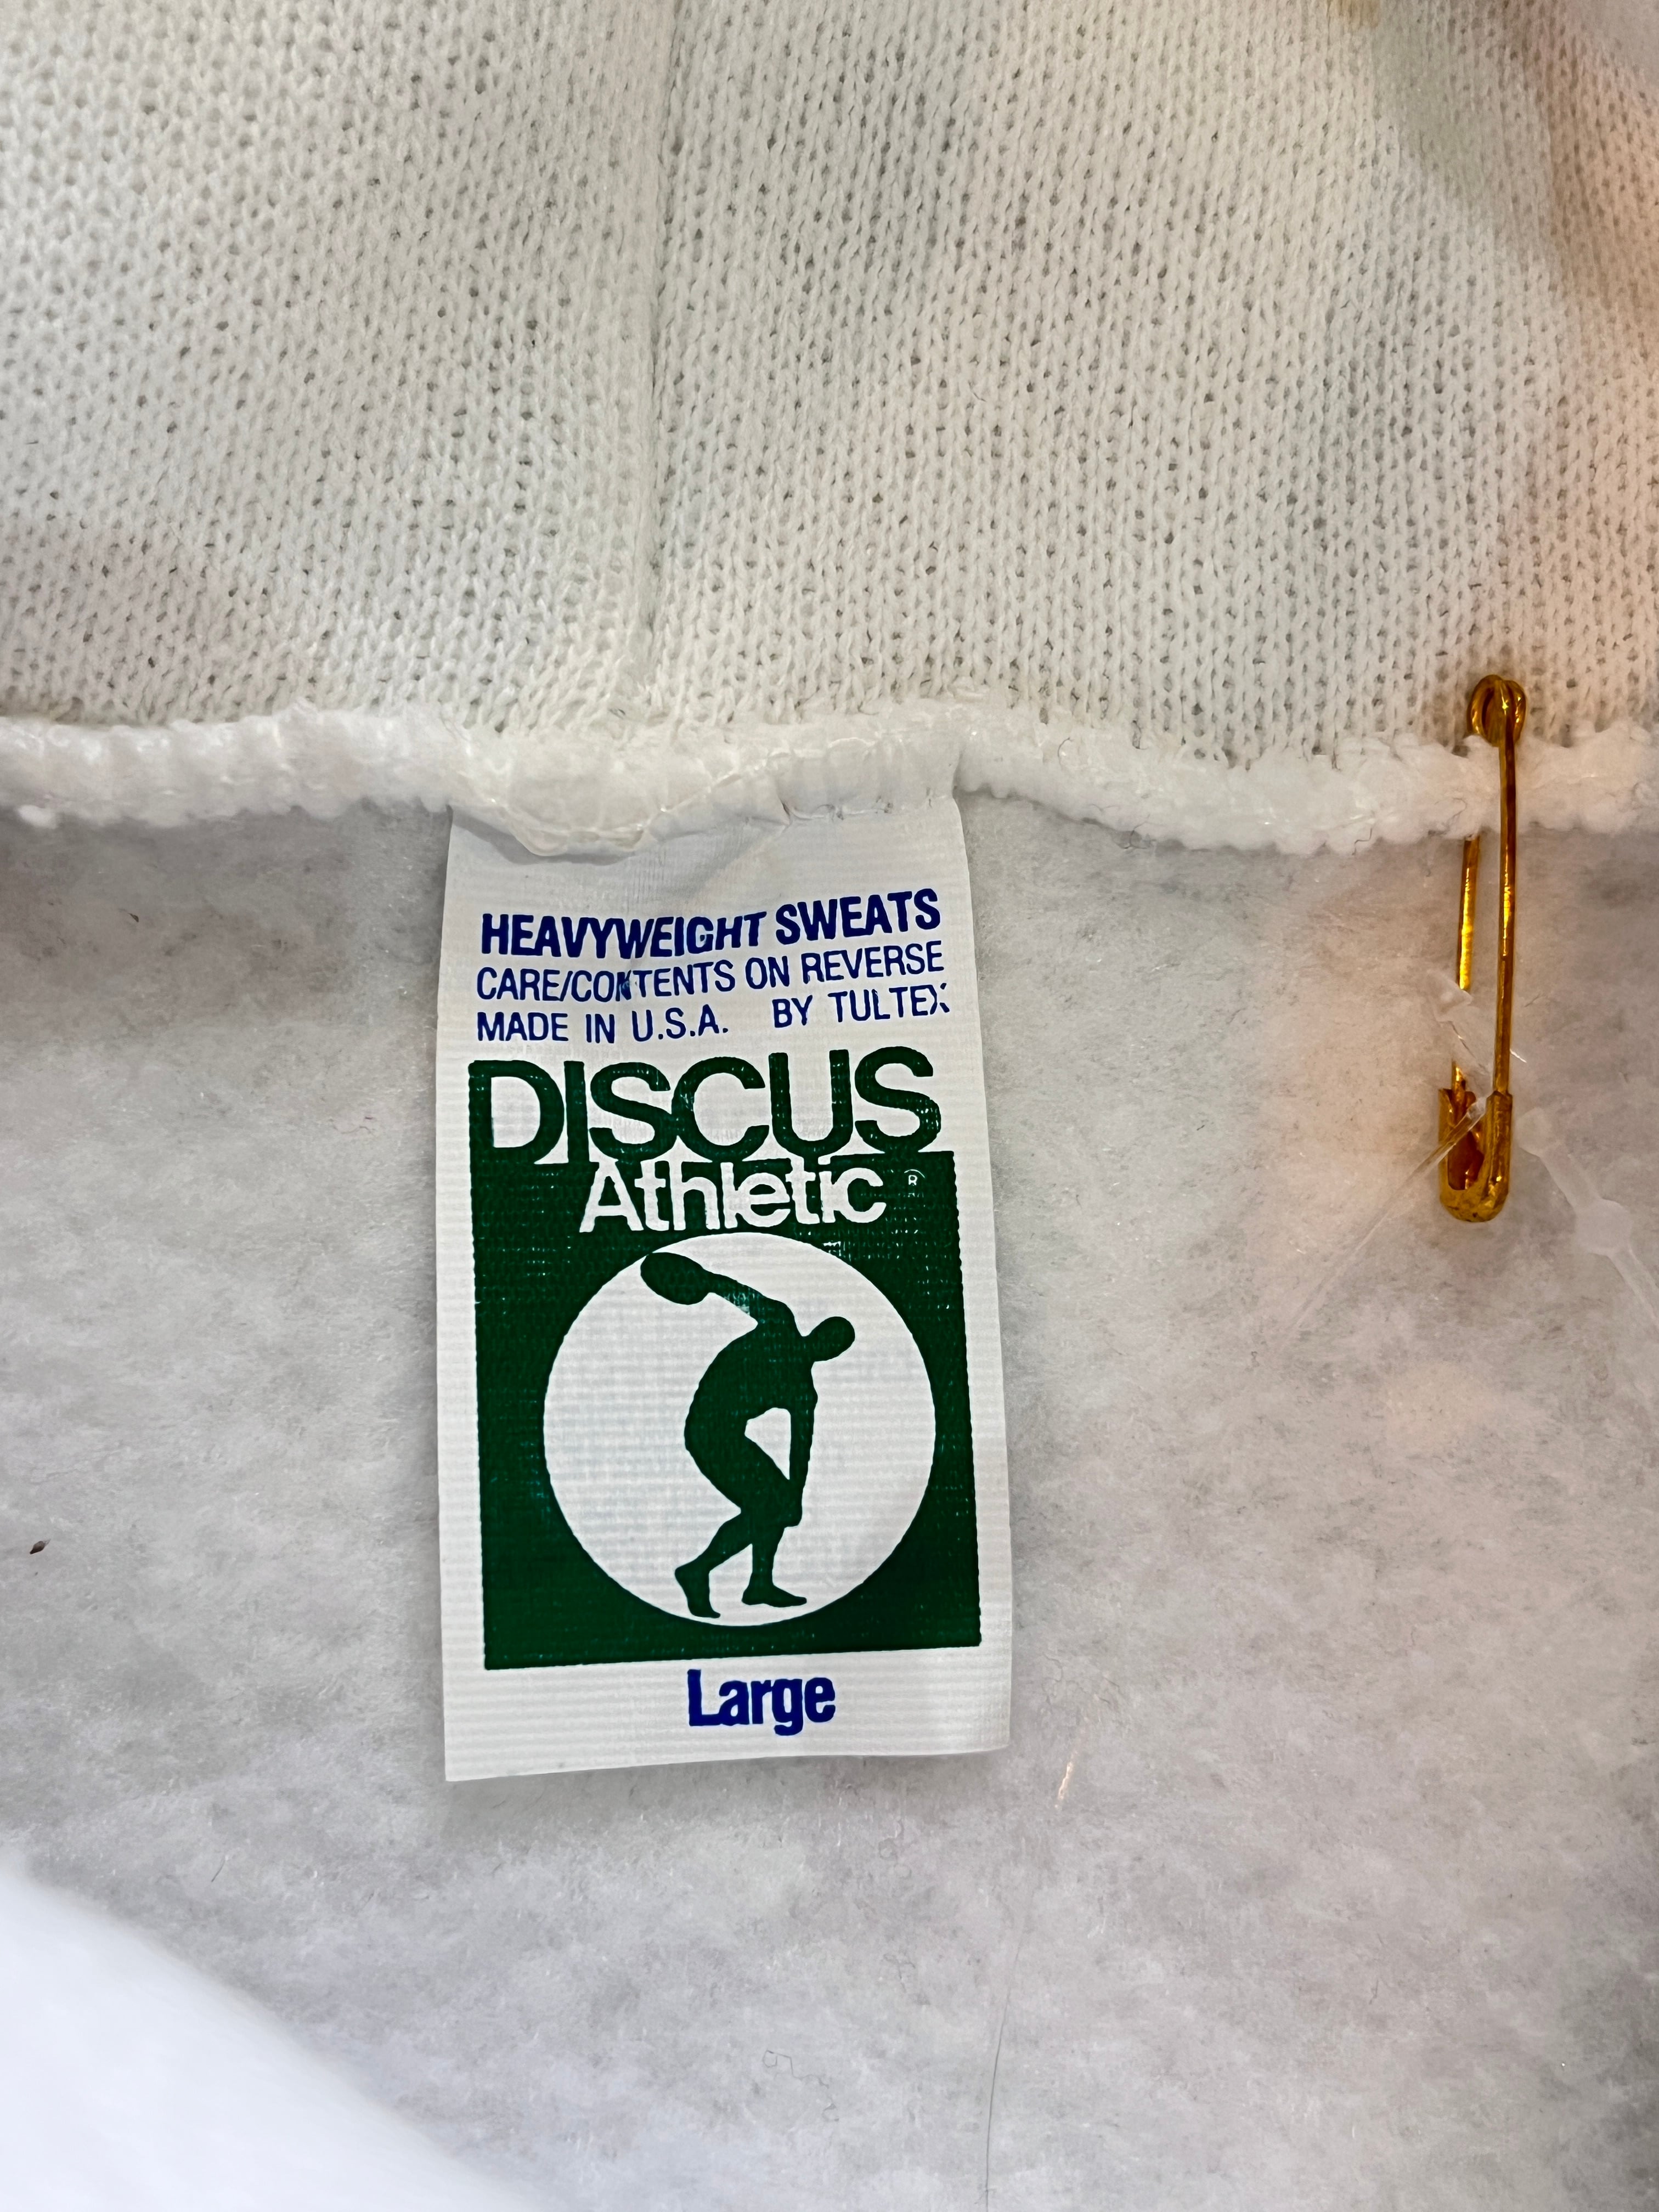 HEAVYWEIGHT SWEATS
CARE/CONTENTS ON REVERSE
MADE IN U.S.A. BY TULTEX
DISCUS
Athletic ®
Large